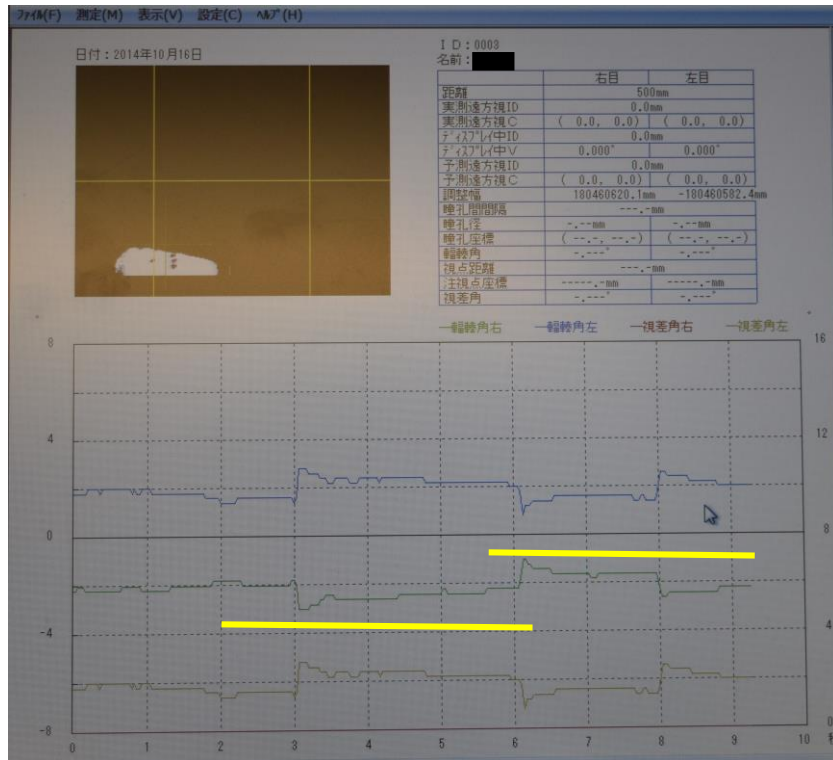 ﾌｧｲﾙ(F) 測定(M) 表示(V) 設定(C) ﾍﾙﾌﾟ(H)
日付：2014年10月16日
ＩＤ：0003
名前：
右目 左目
距離 500mm
実測遠方視ID 0.0mm
実測遠方視Ｃ ( 0.0, 0.0) ( 0.0, 0.0)
ﾃﾞｨｽﾌﾟﾚｲ中ID 0.0mm
ﾃﾞｨｽﾌﾟﾚｲ中Ｖ 0.000° 0.000°
予測遠方視ID 0.0mm
予測遠方視Ｃ ( 0.0, 0.0) ( 0.0, 0.0)
調整幅 180460620.1mm -180460582.4mm
瞳孔間間隔 ---.-mm
瞳孔径 -.--mm -.--mm
瞳孔座標 (--.-, --.-) (--.-, --.-)
輻輳角 -.---° -.---°
視点距離 ---.-mm
注視点座標 -----.-mm -----.-mm
視差角 -.---° -.---°
―輻輳角右 ―輻輳角左 ―視差角右 ―視差角左
8 16
4 12
0 8
-4 4
-8 0
0 1 2 3 4 5 6 7 8 9 10